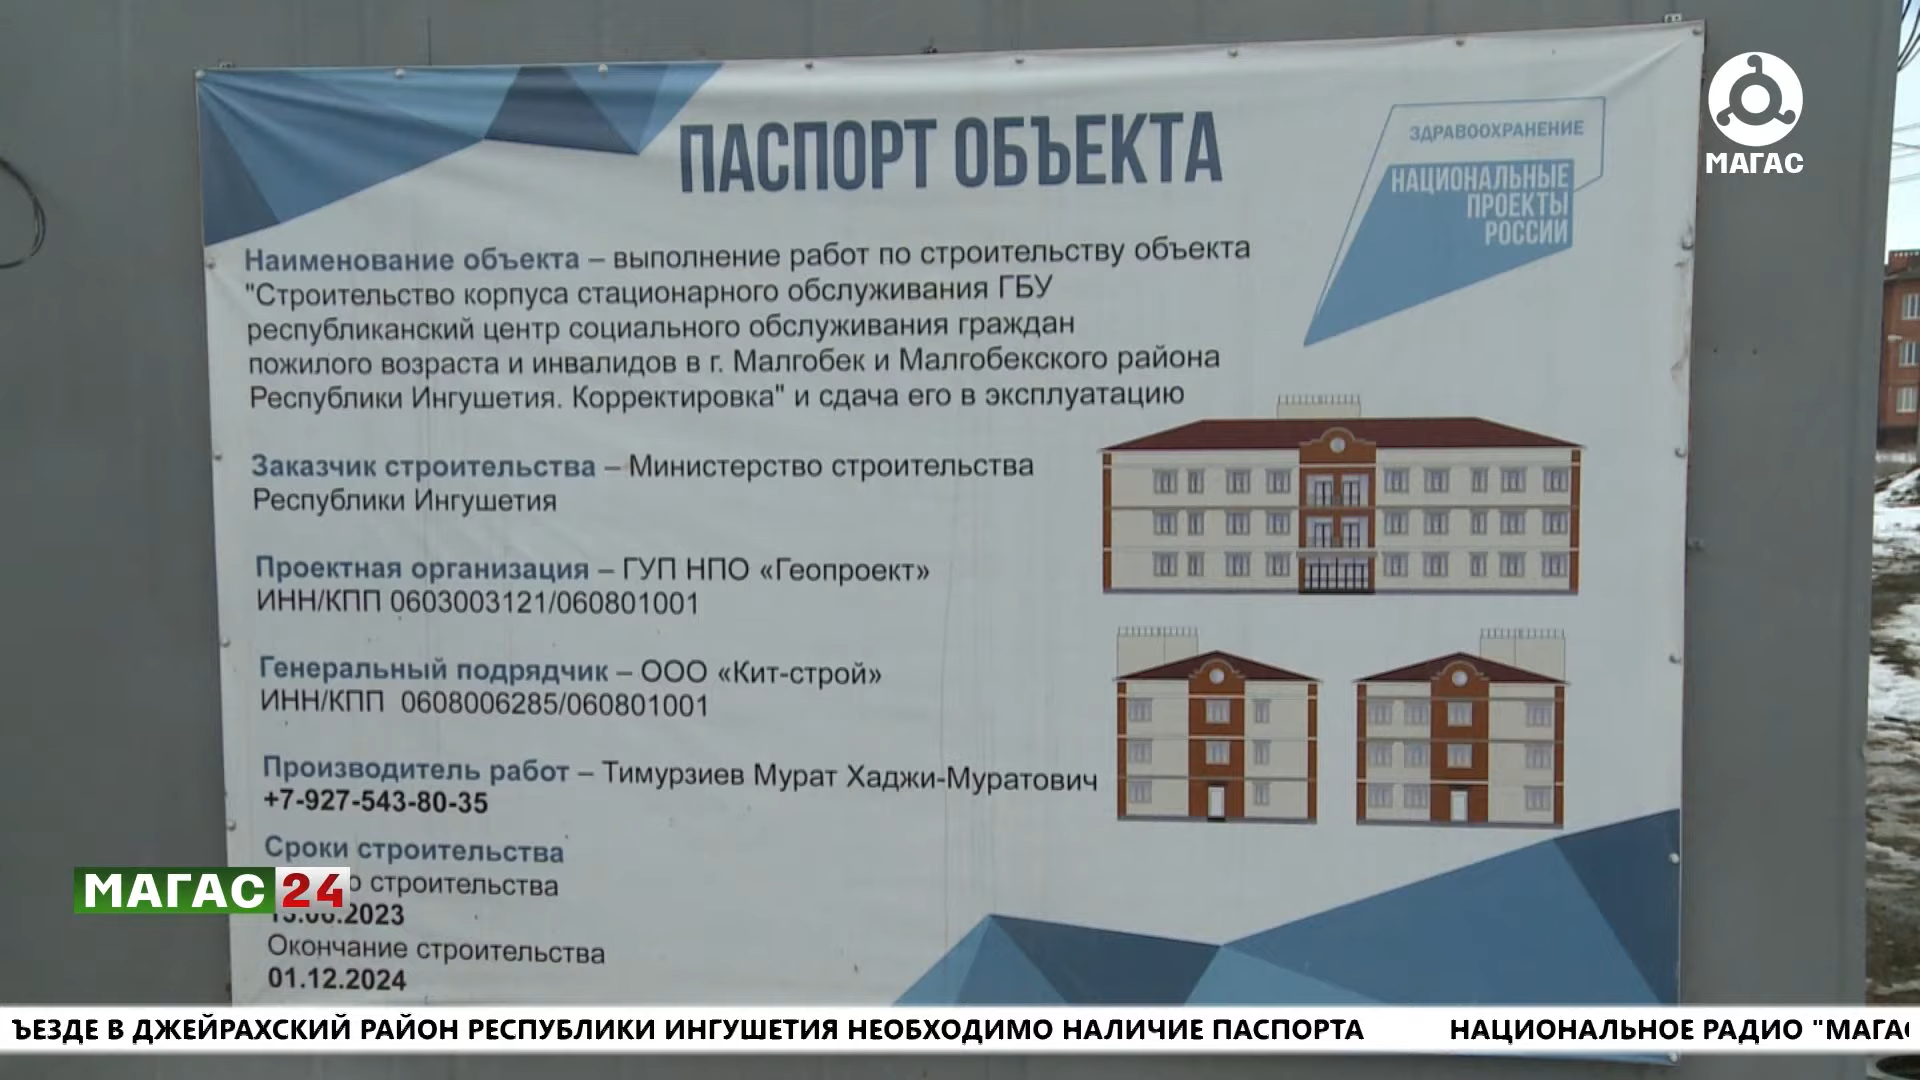 ПАСПОРТ ОБЪЕКТА
ЗДРАВООХРАНЕНИЕ
НАЦИОНАЛЬНЫЕ
ПРОЕКТЫ
РОССИИ
МАГАС
Наименование объекта – выполнение работ по строительству объекта
"Строительство корпуса стационарного обслуживания ГБУ
республиканский центр социального обслуживания граждан
пожилого возраста и инвалидов в г. Малгобек и Малгобекского района
Республики Ингушетия. Корректировка" и сдача его в эксплуатацию
Заказчик строительства – Министерство строительства
Республики Ингушетия
Проектная организация – ГУП НПО «Геопроект»
ИНН/КПП 0603003121/060801001
Генеральный подрядчик – ООО «Кит-строй»
ИНН/КПП 0608006285/060801001
Производитель работ – Тимурзиев Мурат Хаджи-Муратович
+7-927-543-80-35
Сроки строительства
строительства
МАГАС 24
Окончание строительства
01.12.2024
ЪЕЗДЕ В ДЖЕЙРАХСКИЙ РАЙОН РЕСПУБЛИКИ ИНГУШЕТИЯ НЕОБХОДИМО НАЛИЧИЕ ПАСПОРТА НАЦИОНАЛЬНОЕ РАДИО "МАГАС